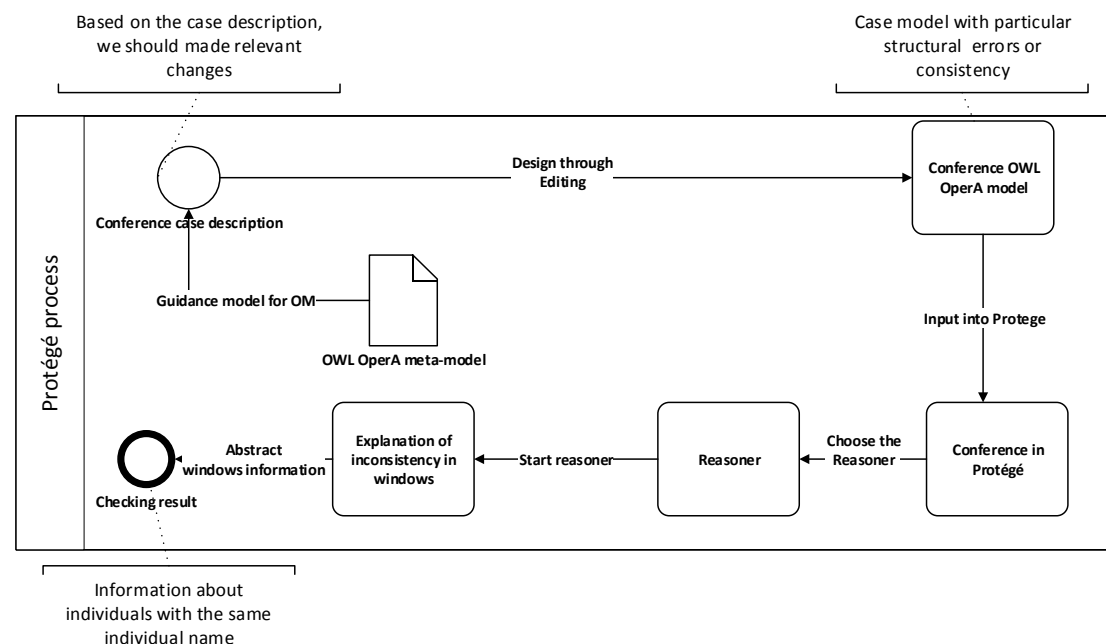 Based on the case description,
we should made relevant
changes
Case model with particular
structural errors or
consistency
Protégé process
Design through
Editing
Conference OWL
OperA model
Conference case description
Guidance model for OM
OWL OperA meta-model
Input into Protege
Abstract
windows information
Explanation of
inconsistency in
windows
Start reasoner
Reasoner
Choose the
Reasoner
Conference in
Protégé
Checking result
Information about
individuals with the same
individual name